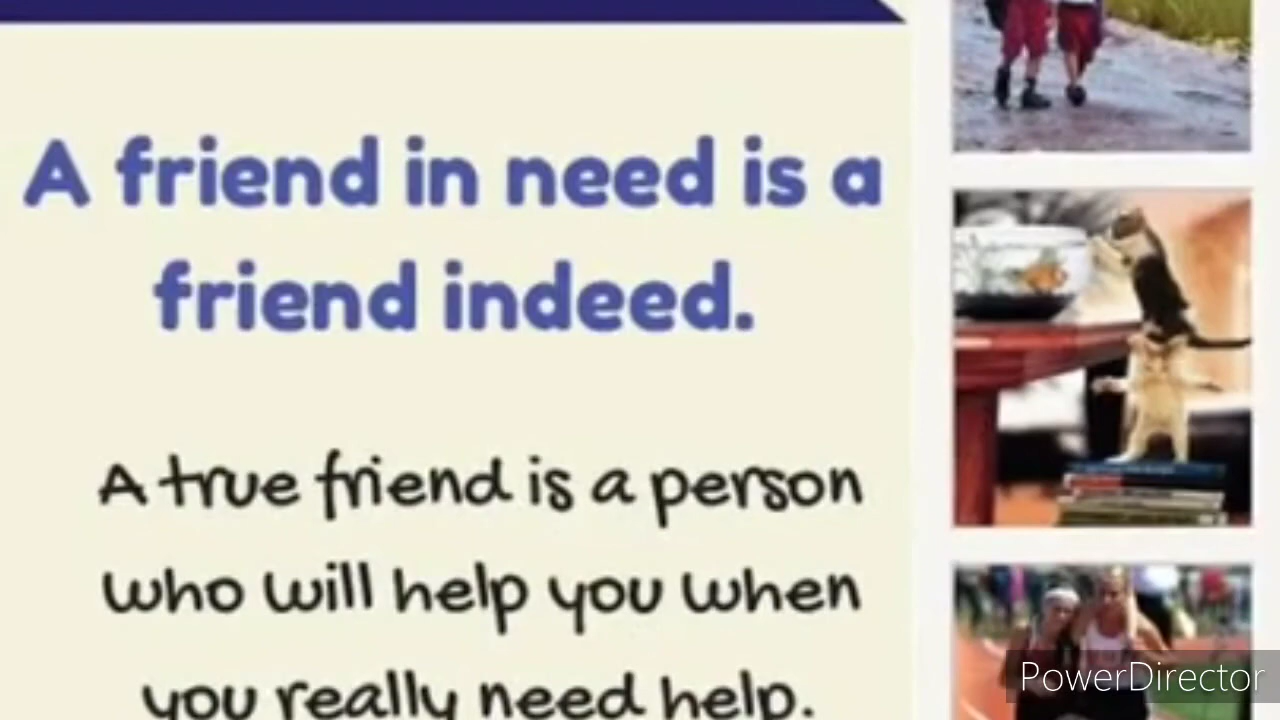 A friend in need is a
friend indeed.
A true friend is a person
who will help you when
you really need help.
PowerDirector